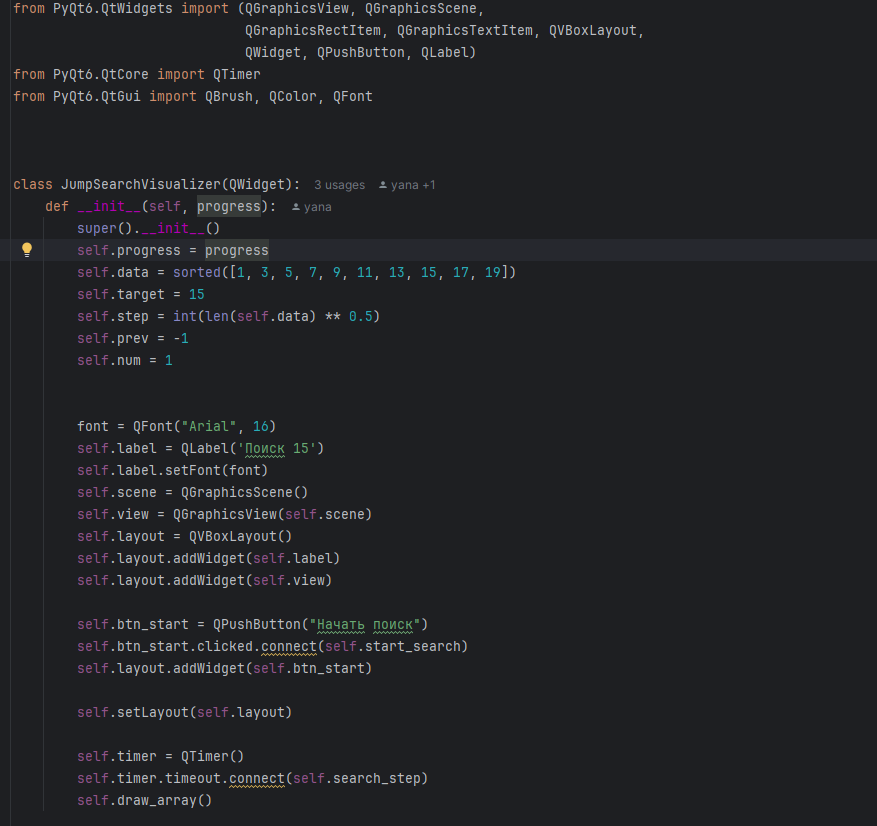 from PyQt6.QtWidgets import (QGraphicsView, QGraphicsScene,
                             QGraphicsRectItem, QGraphicsTextItem, QVBoxLayout,
                             QWidget, QPushButton, QLabel)
from PyQt6.QtCore import QTimer
from PyQt6.QtGui import QBrush, QColor, QFont
class JumpSearchVisualizer(QWidget): 3 usages yana +1
    def __init__(self, progress): yana
        super().__init__()
        self.progress = progress
        self.data = sorted([1, 3, 5, 7, 9, 11, 13, 15, 17, 19])
        self.target = 15
        self.step = int(len(self.data) ** 0.5)
        self.prev = -1
        self.num = 1
        font = QFont("Arial", 16)
        self.label = QLabel('Поиск 15')
        self.label.setFont(font)
        self.scene = QGraphicsScene()
        self.view = QGraphicsView(self.scene)
        self.layout = QVBoxLayout()
        self.layout.addWidget(self.label)
        self.layout.addWidget(self.view)
        self.btn_start = QPushButton("Начать поиск")
        self.btn_start.clicked.connect(self.start_search)
        self.layout.addWidget(self.btn_start)
        self.setLayout(self.layout)
        self.timer = QTimer()
        self.timer.timeout.connect(self.search_step)
        self.draw_array()